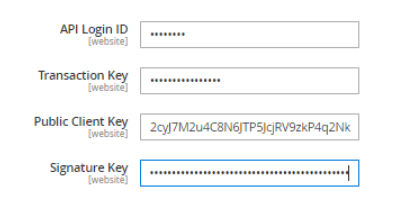 API Login ID
[website]
••••••••
Transaction Key
[website]
••••••••••••••••
Public Client Key
[website]
2cyJ7M2u4C8N6JTP5JcjRV9zkP4q2Nk
Signature Key
[website]